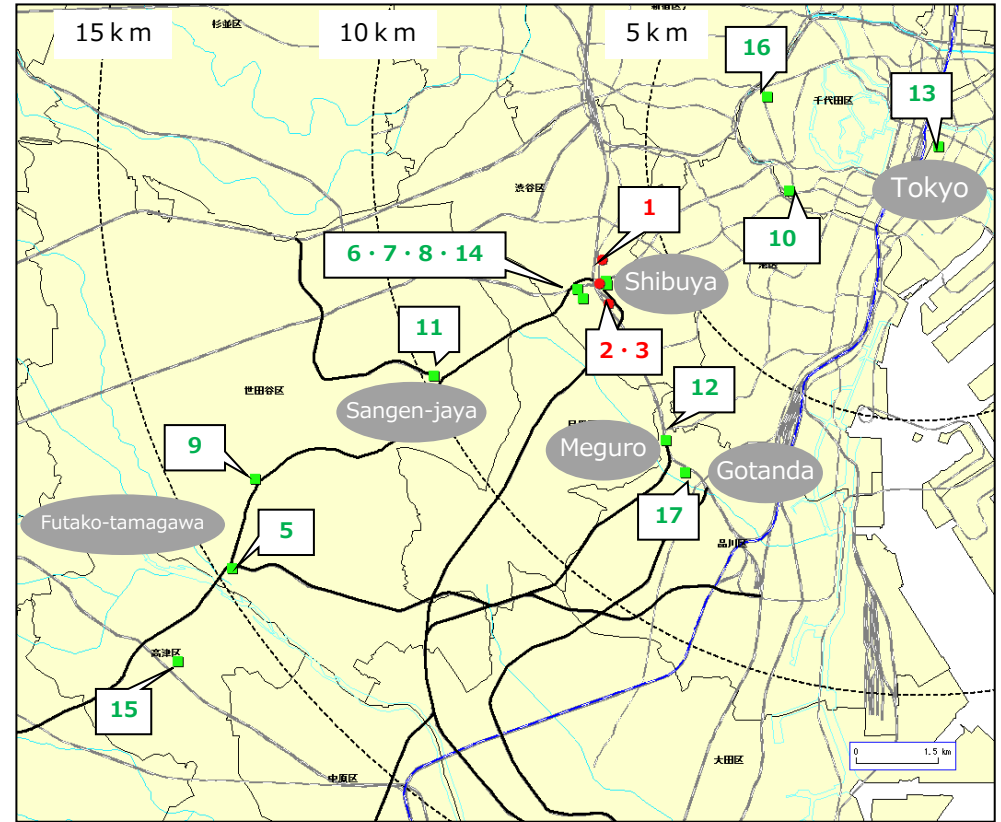 杉並区
15ｋｍ
10ｋｍ
5ｋｍ
16
千代田区
13
渋谷区
1
Tokyo
6・7・8・14
10
Shibuya
11
2・3
世田谷区
Sangen-jaya
12
Meguro
9
Gotanda
Futako-tamagawa
5
17
品川区
高津区
15
0 1.5 km
大田区
中原区